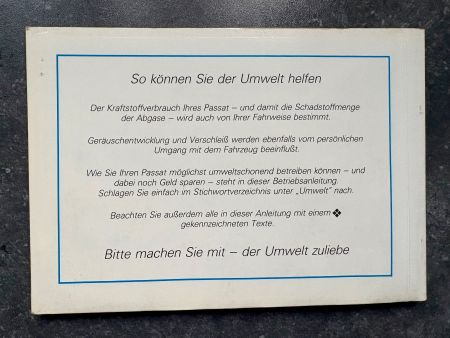 So können Sie der Umwelt helfen
Der Kraftstoffverbrauch Ihres Passat – und damit die Schadstoffmenge
der Abgase – wird auch von Ihrer Fahrweise bestimmt.
Geräuschentwicklung und Verschleiß werden ebenfalls vom persönlichen
Umgang mit dem Fahrzeug beeinflußt.
Wie Sie Ihren Passat möglichst umweltschonend betreiben können – und
dabei noch Geld sparen – steht in dieser Betriebsanleitung.
Schlagen Sie einfach im Stichwortverzeichnis unter „Umwelt" nach.
Beachten Sie außerdem alle in dieser Anleitung mit einem ❖
gekennzeichneten Texte.
Bitte machen Sie mit – der Umwelt zuliebe